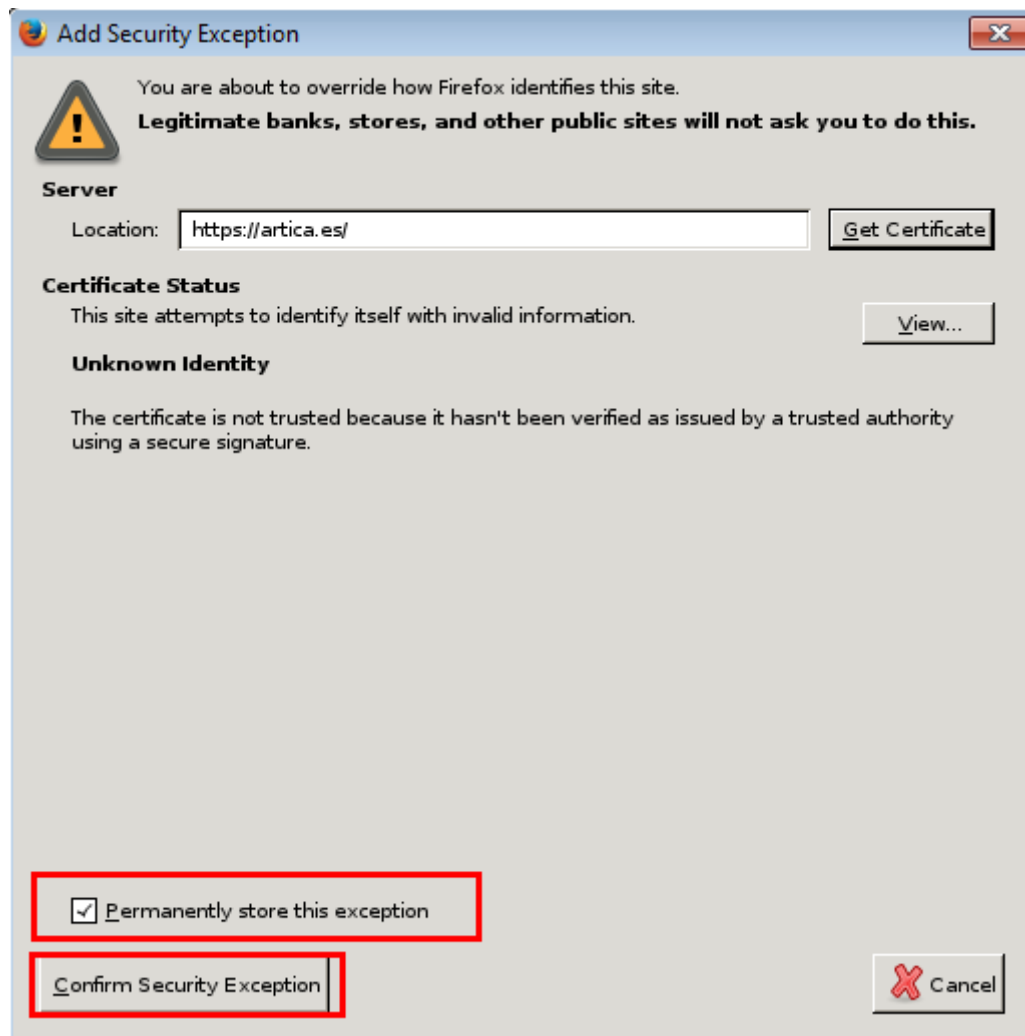 Add Security Exception
You are about to override how Firefox identifies this site.
Legitimate banks, stores, and other public sites will not ask you to do this.
Server
Location: https://artica.es/ Get Certificate
Certificate Status
This site attempts to identify itself with invalid information. View...
Unknown Identity
The certificate is not trusted because it hasn't been verified as issued by a trusted authority
using a secure signature.
Permanently store this exception
Confirm Security Exception Cancel